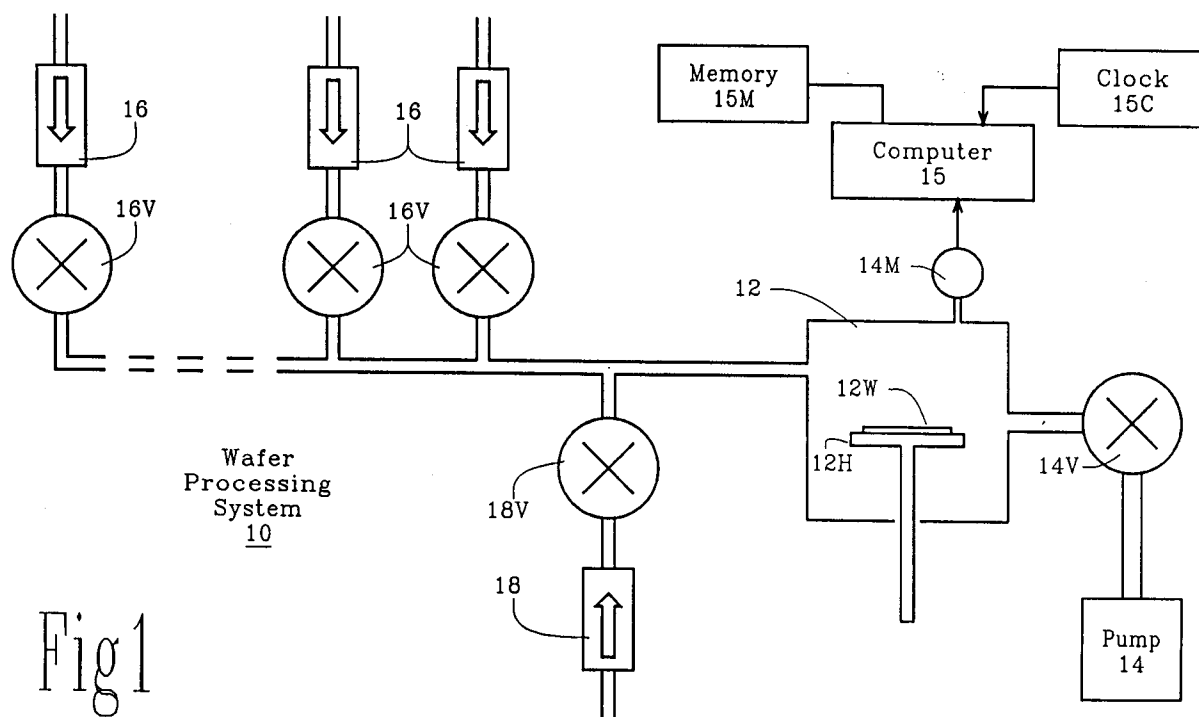 16
16
Memory
15M
Clock
15C
Computer
15
16V
16V
14M
12
12W
12H
14V
Wafer
Processing
System
10
18V
18
Pump
14
Fig1